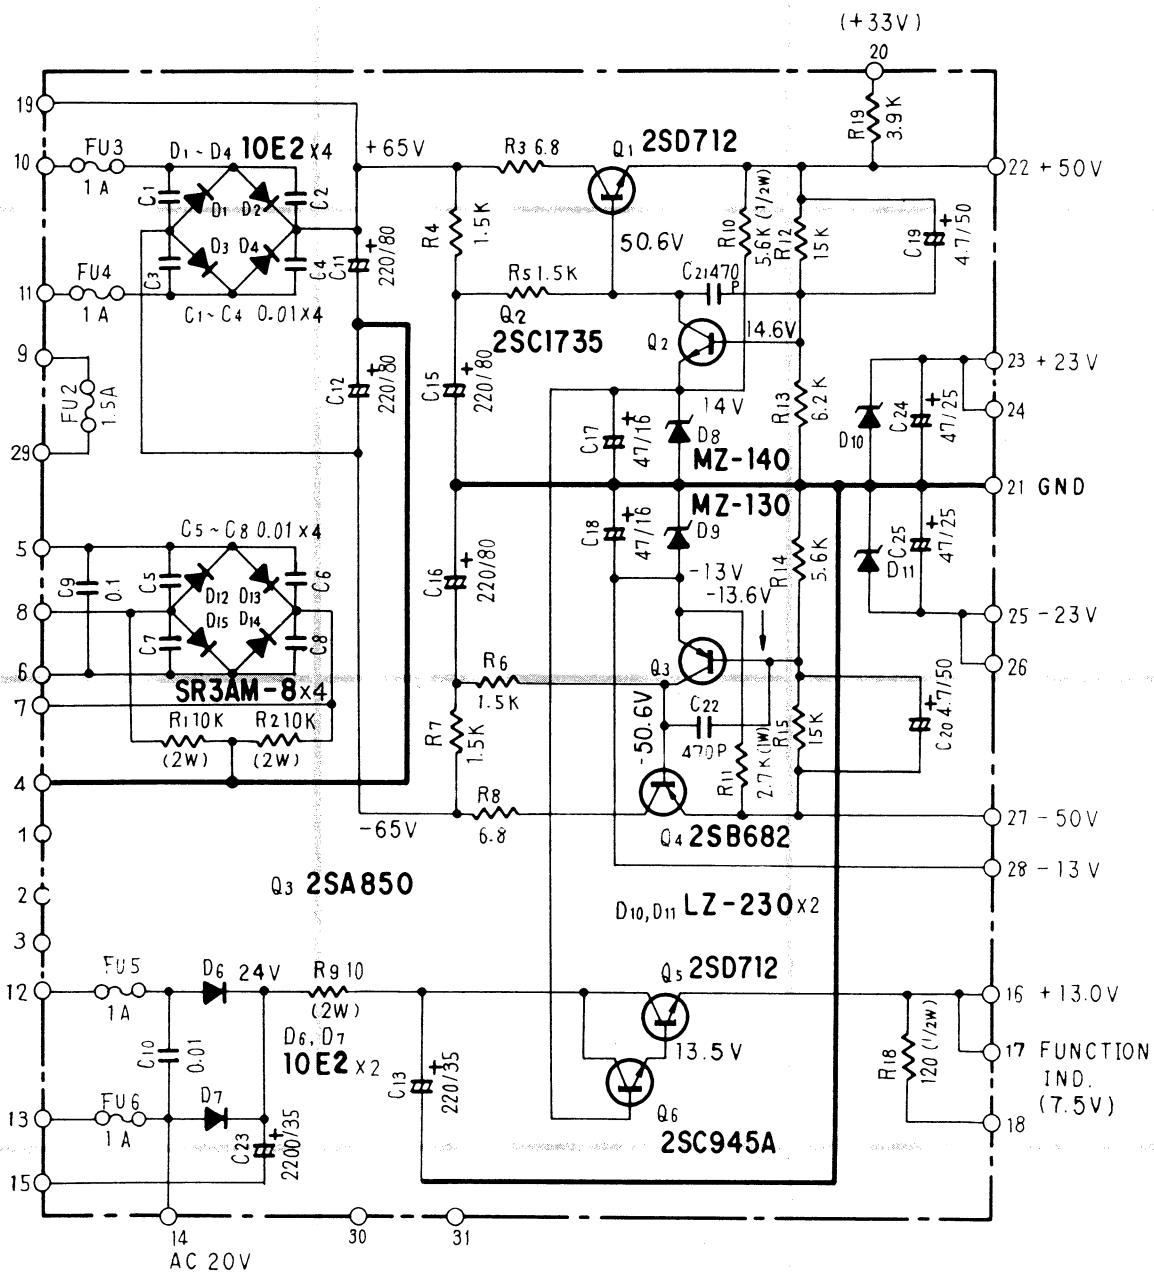 (+33V)
20
R19 3.9K
19
10
FU3
1A
D1~D4 10E2×4
C1
C2
D1
D2
D3
D4
C3
C4
FU4
1A
11
C1~C4 0.01×4
+65V
C11 220/80
R4 1.5K
R3 6.8
Q1 2SD712
50.6V
R5 1.5K
Q2
2SC1735
C21 470P
Q2
14.6V
R10 5.6K (1/2W)
R12 15K
C19 4.7/50
22 +50V
9
FU2 1.5A
29
C12 220/80
C15 220/80
C17 47/16
14V
D8
MZ-140
R13 6.2K
D10
C24 47/25
23 +23V
24
21 GND
MZ-130
D9
C18 47/16
-13V
-13.6V
R14 5.6K
D11
C25 47/25
25 -23V
26
5
C5~C8 0.01×4
C9 0.1
C5
C6
D12
D13
D15
D14
8
C7
C8
6
SR3AM-8×4
7
R1 10K
(2W)
R2 10K
(2W)
4
C16 220/80
R6
1.5K
R7 1.5K
Q3
-50.6V
C22
470P
R11 2.7K (1W)
R15 15K
C20 4.7/50
-65V
R8
6.8
Q4 2SB682
27 -50V
1
28 -13V
2
Q3 2SA850
D10,D11 LZ-230×2
3
12
FU5
1A
D6
24V
R9 10
(2W)
D6,D7
10E2×2
C10 0.01
Q5 2SD712
13.5V
Q6
2SC945A
C13 220/35
R18 120 (1/2W)
16 +13.0V
17 FUNCTION
IND.
(7.5V)
18
13
FU6
1A
D7
C23 2200/35
15
14
AC 20V
30
31